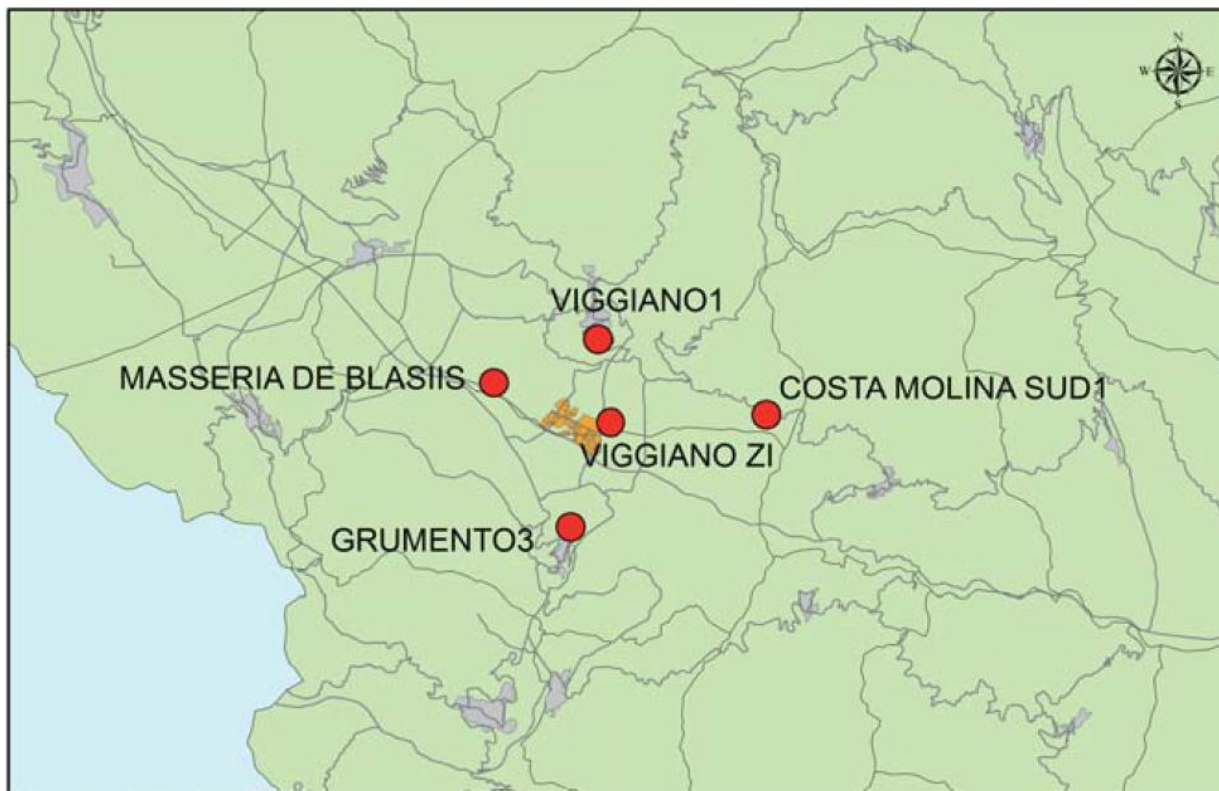 N
W E
S
VIGGIANO1
MASSERIA DE BLASIIS
COSTA MOLINA SUD1
VIGGIANO ZI
GRUMENTO3